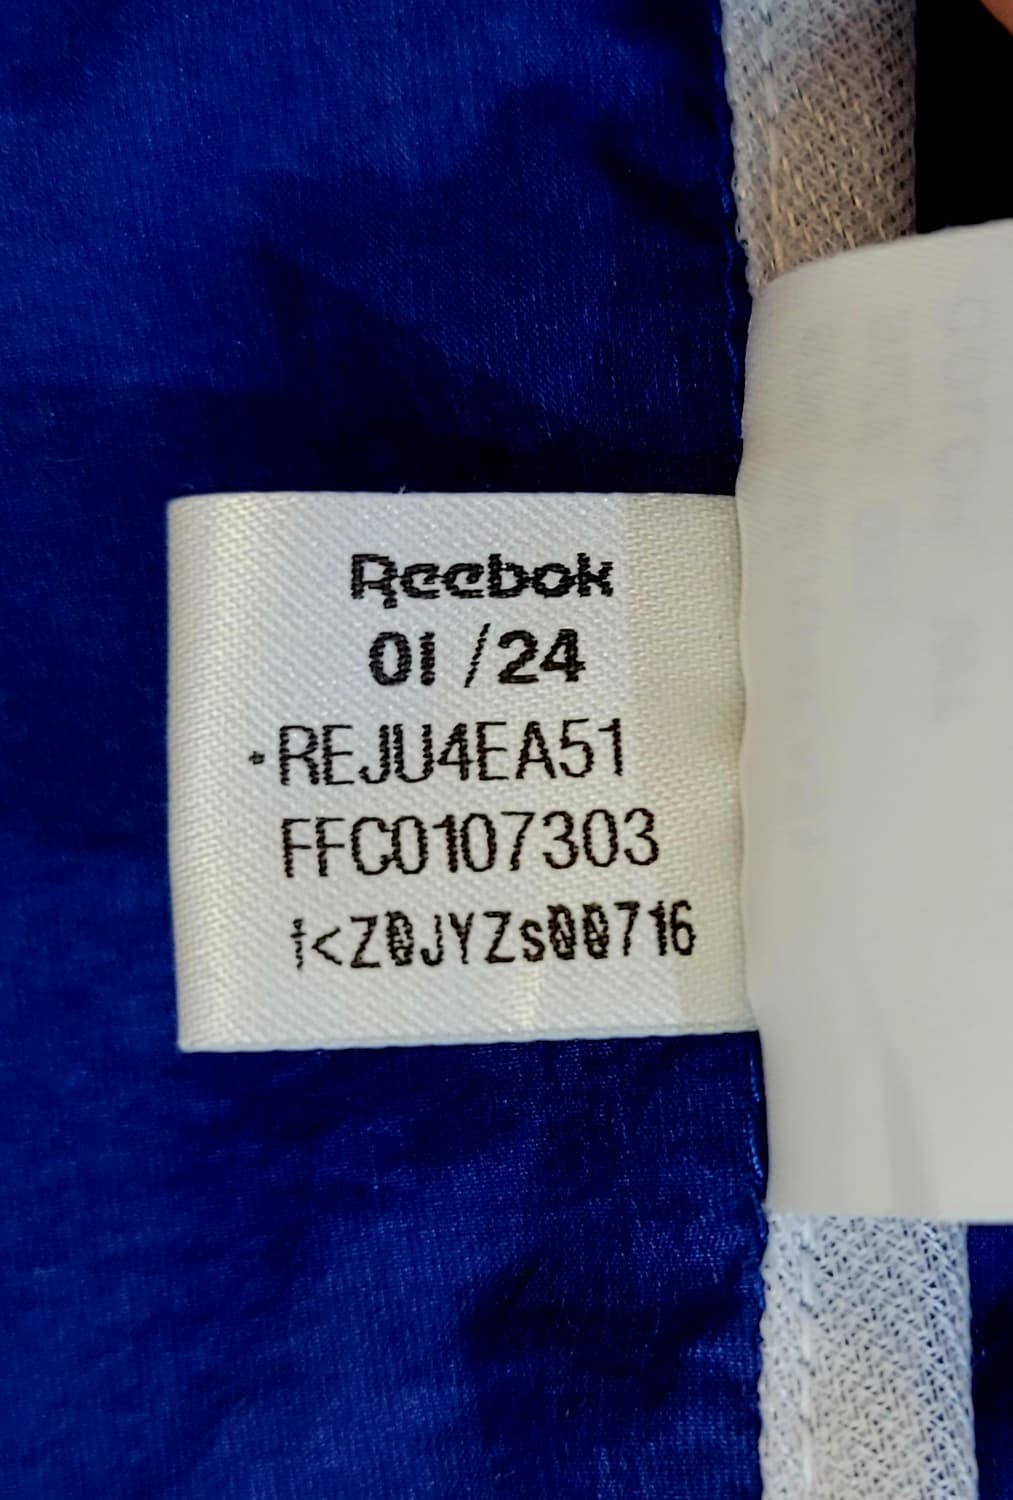 Reebok
01 /24
*REJU4EA51
FFC0107303
t<Z0JYZs00716